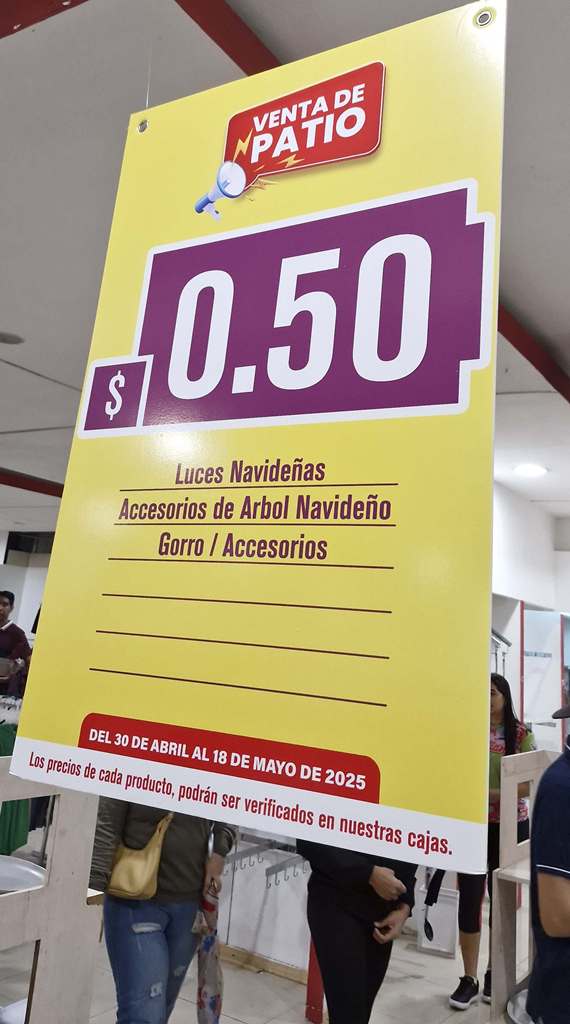 VENTA DE
PATIO
$ 0.50
Luces Navideñas
Accesorios de Arbol Navideño
Gorro / Accesorios
DEL 30 DE ABRIL AL 18 DE MAYO DE 2025
Los precios de cada producto, podrán ser verificados en nuestras cajas.